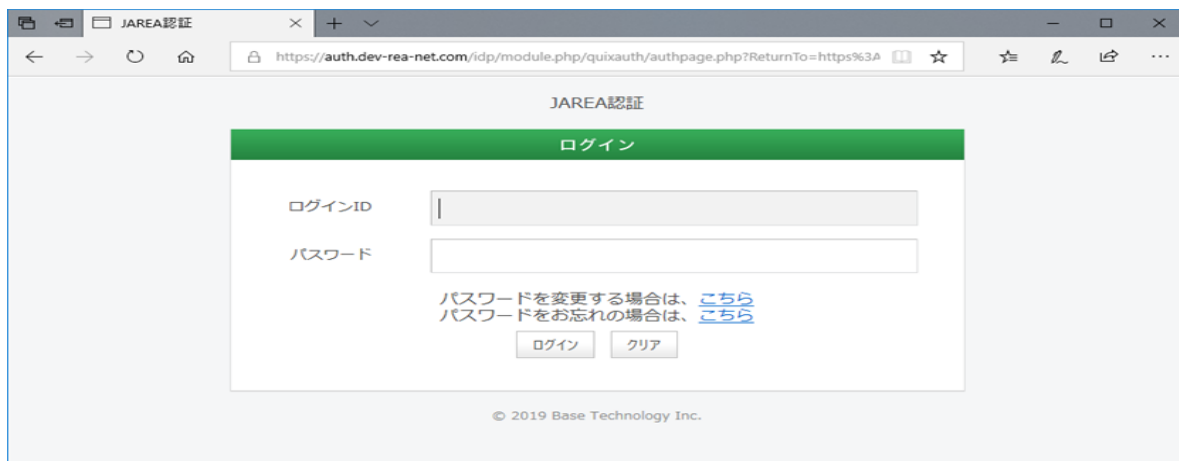 JAREA認証
https://auth.dev-rea-net.com/idp/module.php/quixauth/authpage.php?ReturnTo=https%3A
JAREA認証
ログイン
ログインID
パスワード
パスワードを変更する場合は、こちら
パスワードをお忘れの場合は、こちら
ログイン クリア
© 2019 Base Technology Inc.